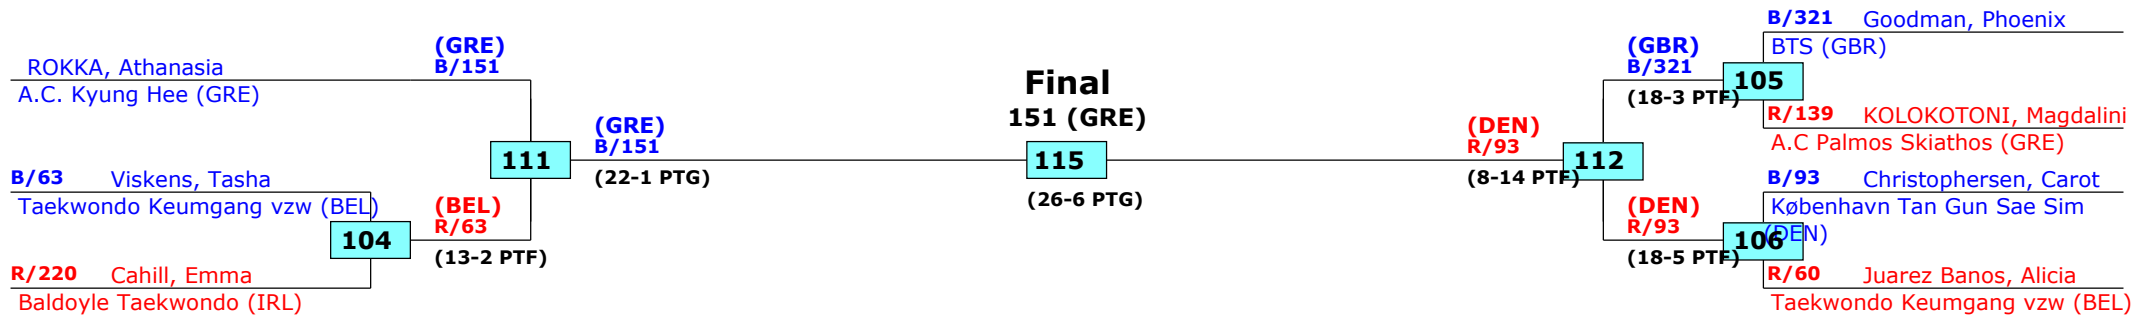 ROKKA, Athanasia
A.C. Kyung Hee (GRE)
B/63 Viskens, Tasha
Taekwondo Keumgang vzw (BEL)
R/220 Cahill, Emma
Baldoyle Taekwondo (IRL)
104
(GRE)
B/151
(BEL)
R/63
(13-2 PTF)
111
(GRE)
B/151
(22-1 PTG)
Final
151 (GRE)
115
(26-6 PTG)
(DEN)
R/93
(8-14 PTF)
112
(GBR)
B/321
(18-3 PTF)
(DEN)
R/93
(18-5 PTF)
105
106
B/321 Goodman, Phoenix
BTS (GBR)
R/139 KOLOKOTONI, Magdalini
A.C Palmos Skiathos (GRE)
B/93 Christophersen, Carot
København Tan Gun Sae Sim
(DEN)
R/60 Juarez Banos, Alicia
Taekwondo Keumgang vzw (BEL)